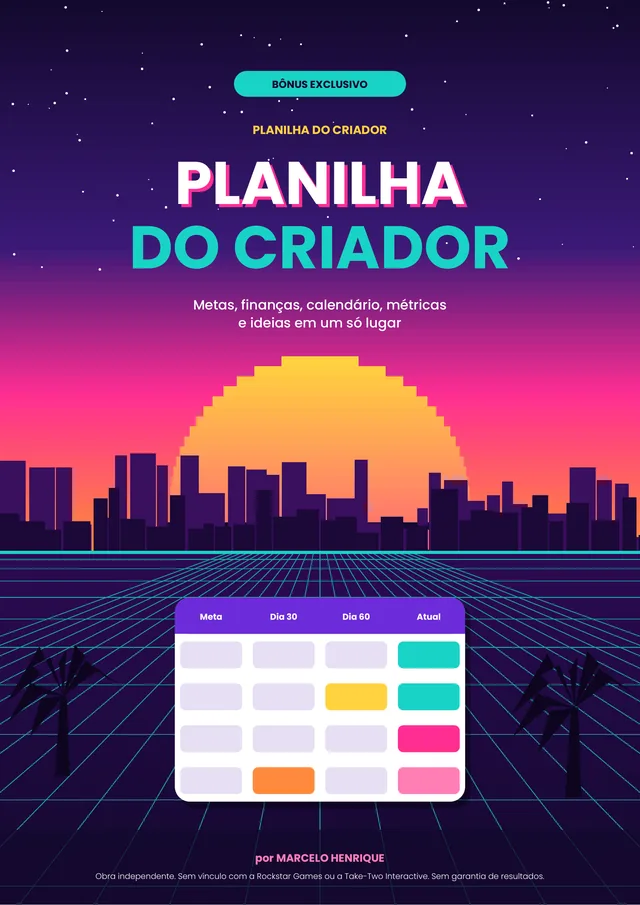 BÔNUS EXCLUSIVO
PLANILHA DO CRIADOR
PLANILHA
DO CRIADOR
Metas, finanças, calendário, métricas
e ideias em um só lugar
Meta Dia 30 Dia 60 Atual
por MARCELO HENRIQUE
Obra independente. Sem vínculo com a Rockstar Games ou a Take-Two Interactive. Sem garantia de resultados.